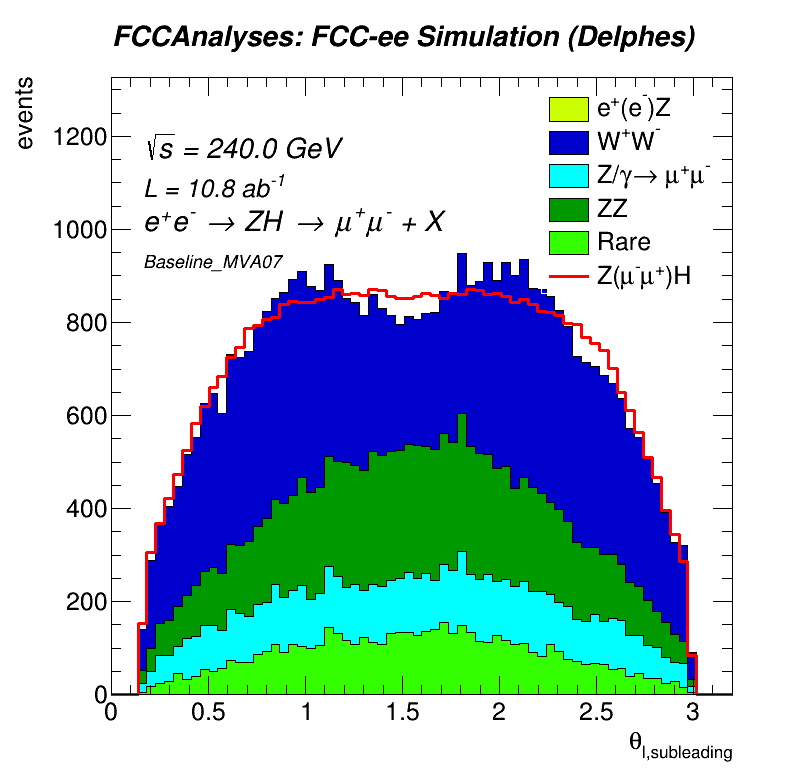 FCCAnalyses: FCC-ee Simulation (Delphes)
events
√s = 240.0 GeV
L = 10.8 ab⁻¹
e⁺e⁻ → ZH → μ⁺μ⁻ + X
Baseline_MVA07
e⁺(e⁻)Z
W⁺W⁻
Z/γ→ μ⁺μ⁻
ZZ
Rare
Z(μ⁻μ⁺)H
1200
1000
800
600
400
200
0
0 0.5 1 1.5 2 2.5 3
θl,subleading